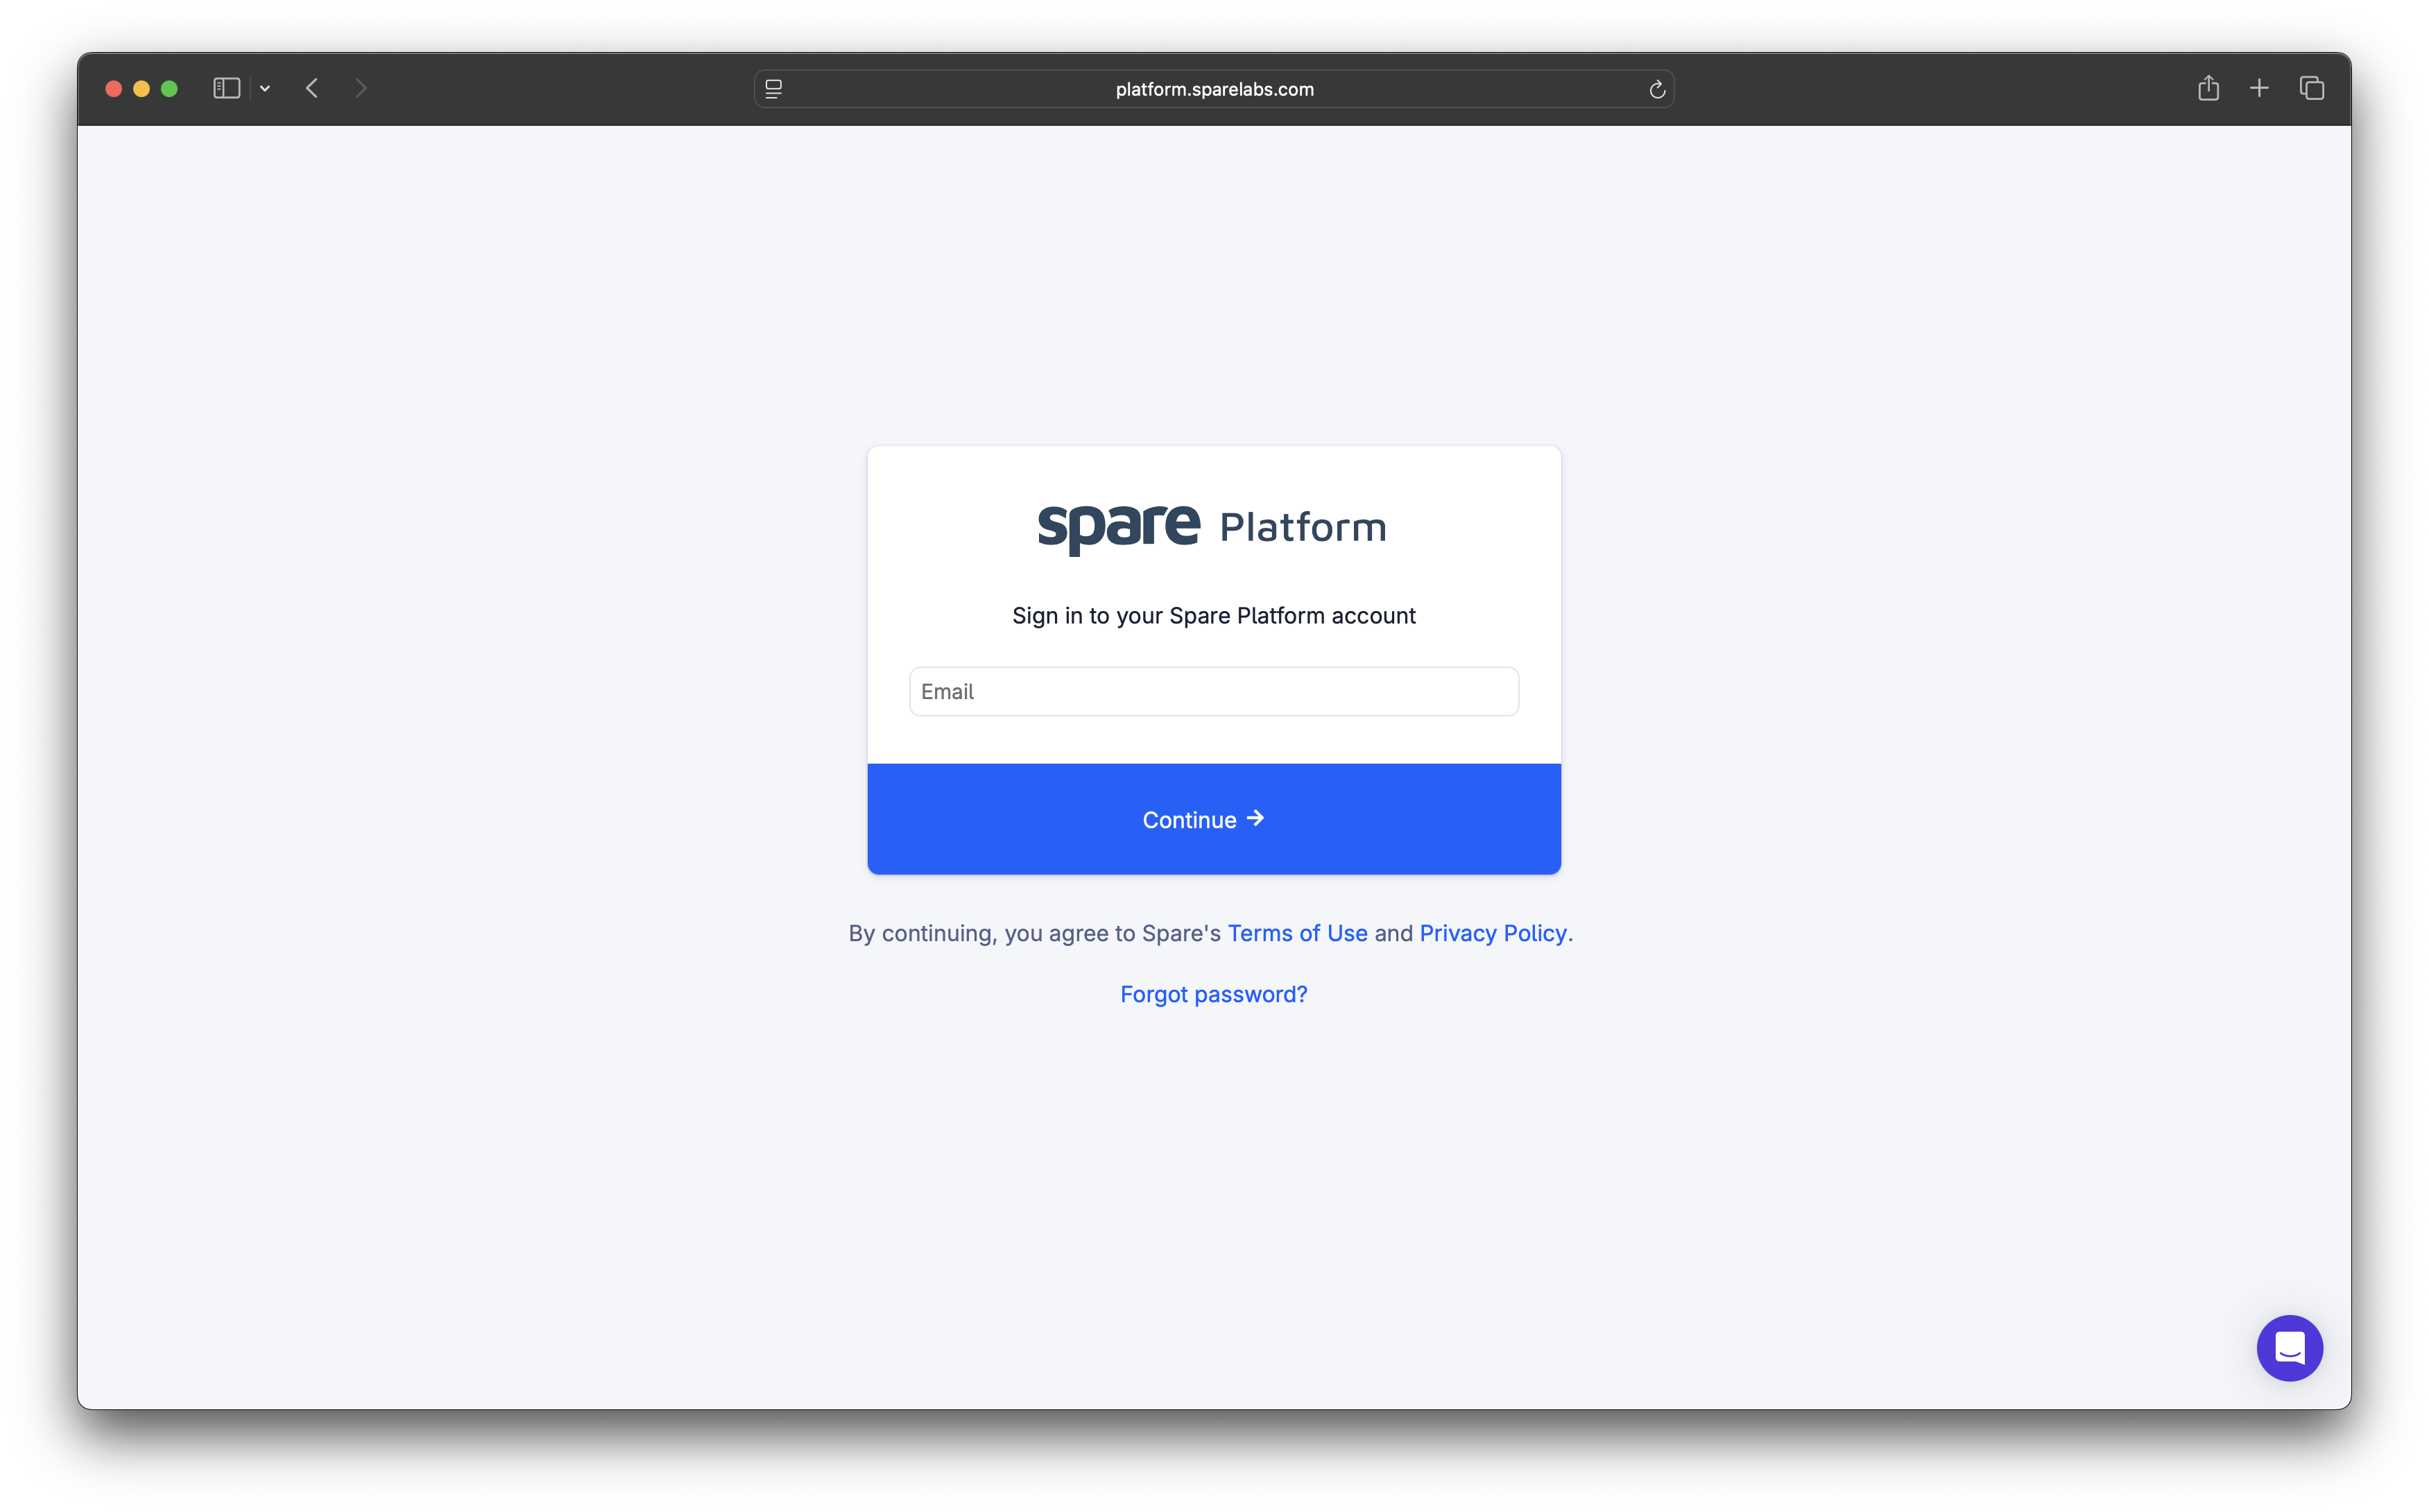 platform.sparelabs.com
spare Platform
Sign in to your Spare Platform account
Email
Continue →
By continuing, you agree to Spare's Terms of Use and Privacy Policy.
Forgot password?